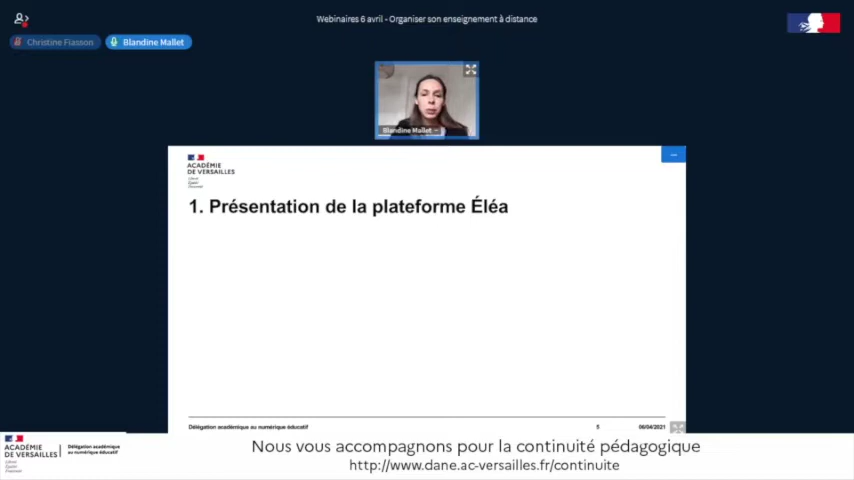 Webinaires 6 avril - Organiser son enseignement à distance
Christine Fiasson
Blandine Mallet
Blandine Mallet
ACADÉMIE
DE VERSAILLES
1. Présentation de la plateforme Éléa
Délégation académique au numérique éducatif
5
06/04/2021
ACADÉMIE
DE VERSAILLES
Délégation académique
au numérique éducatif
Nous vous accompagnons pour la continuité pédagogique
http://www.dane.ac-versailles.fr/continuite